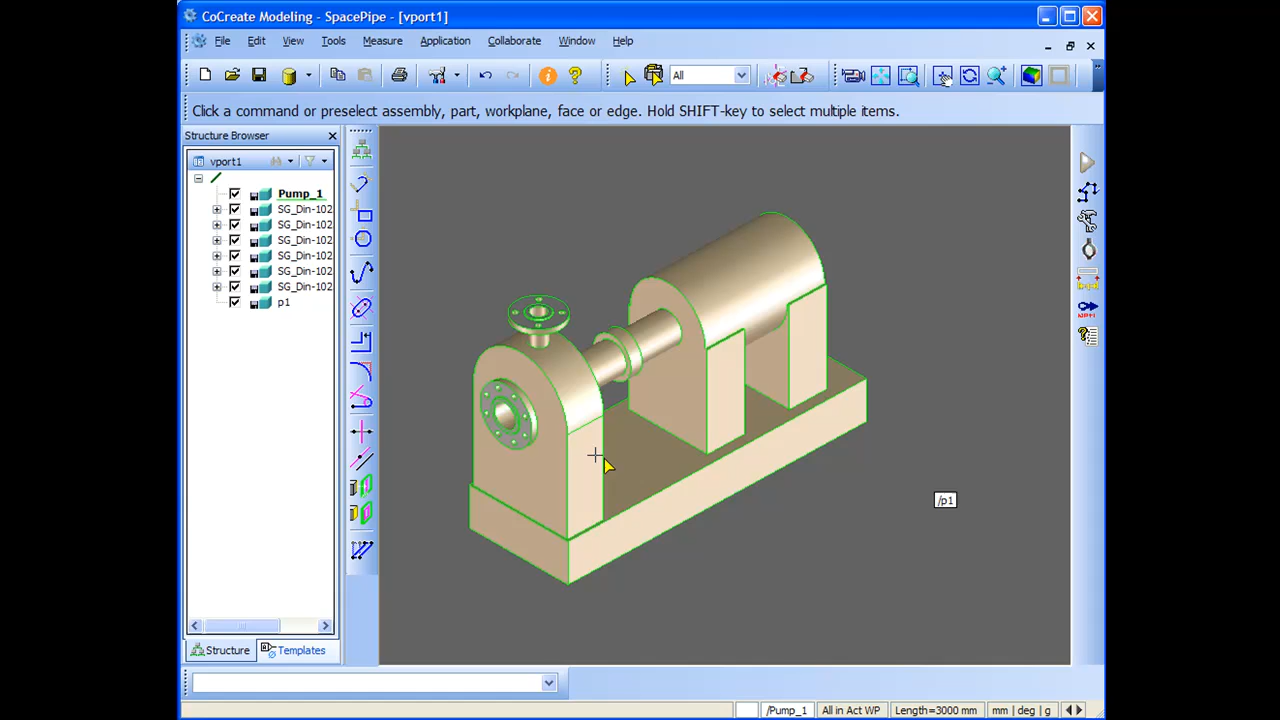 CoCreate Modeling - SpacePipe - [vport1]
File Edit View Tools Measure Application Collaborate Window Help
All
Click a command or preselect assembly, part, workplane, face or edge. Hold SHIFT-key to select multiple items.
Structure Browser
vport1
Pump_1
SG_Din-102
SG_Din-102
SG_Din-102
SG_Din-102
SG_Din-102
SG_Din-102
p1
/p1
Structure Templates
/Pump_1 All in Act WP Length=3000 mm mm | deg | g